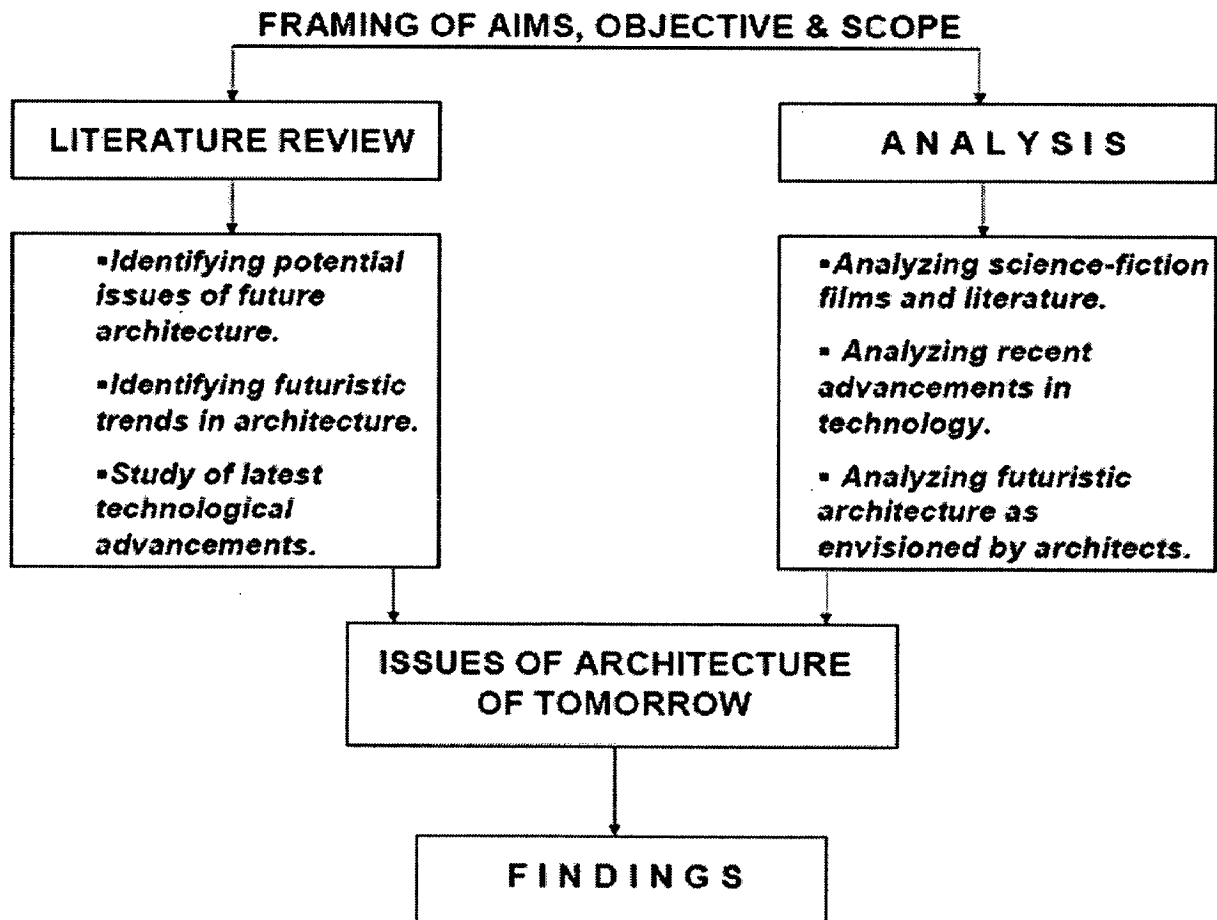 FRAMING OF AIMS, OBJECTIVE & SCOPE
LITERATURE REVIEW
▪Identifying potential
issues of future
architecture.
▪Identifying futuristic
trends in architecture.
▪Study of latest
technological
advancements.
A N A L Y S I S
▪Analyzing science-fiction
films and literature.
▪ Analyzing recent
advancements in
technology.
▪ Analyzing futuristic
architecture as
envisioned by architects.
ISSUES OF ARCHITECTURE
OF TOMORROW
F I N D I N G S